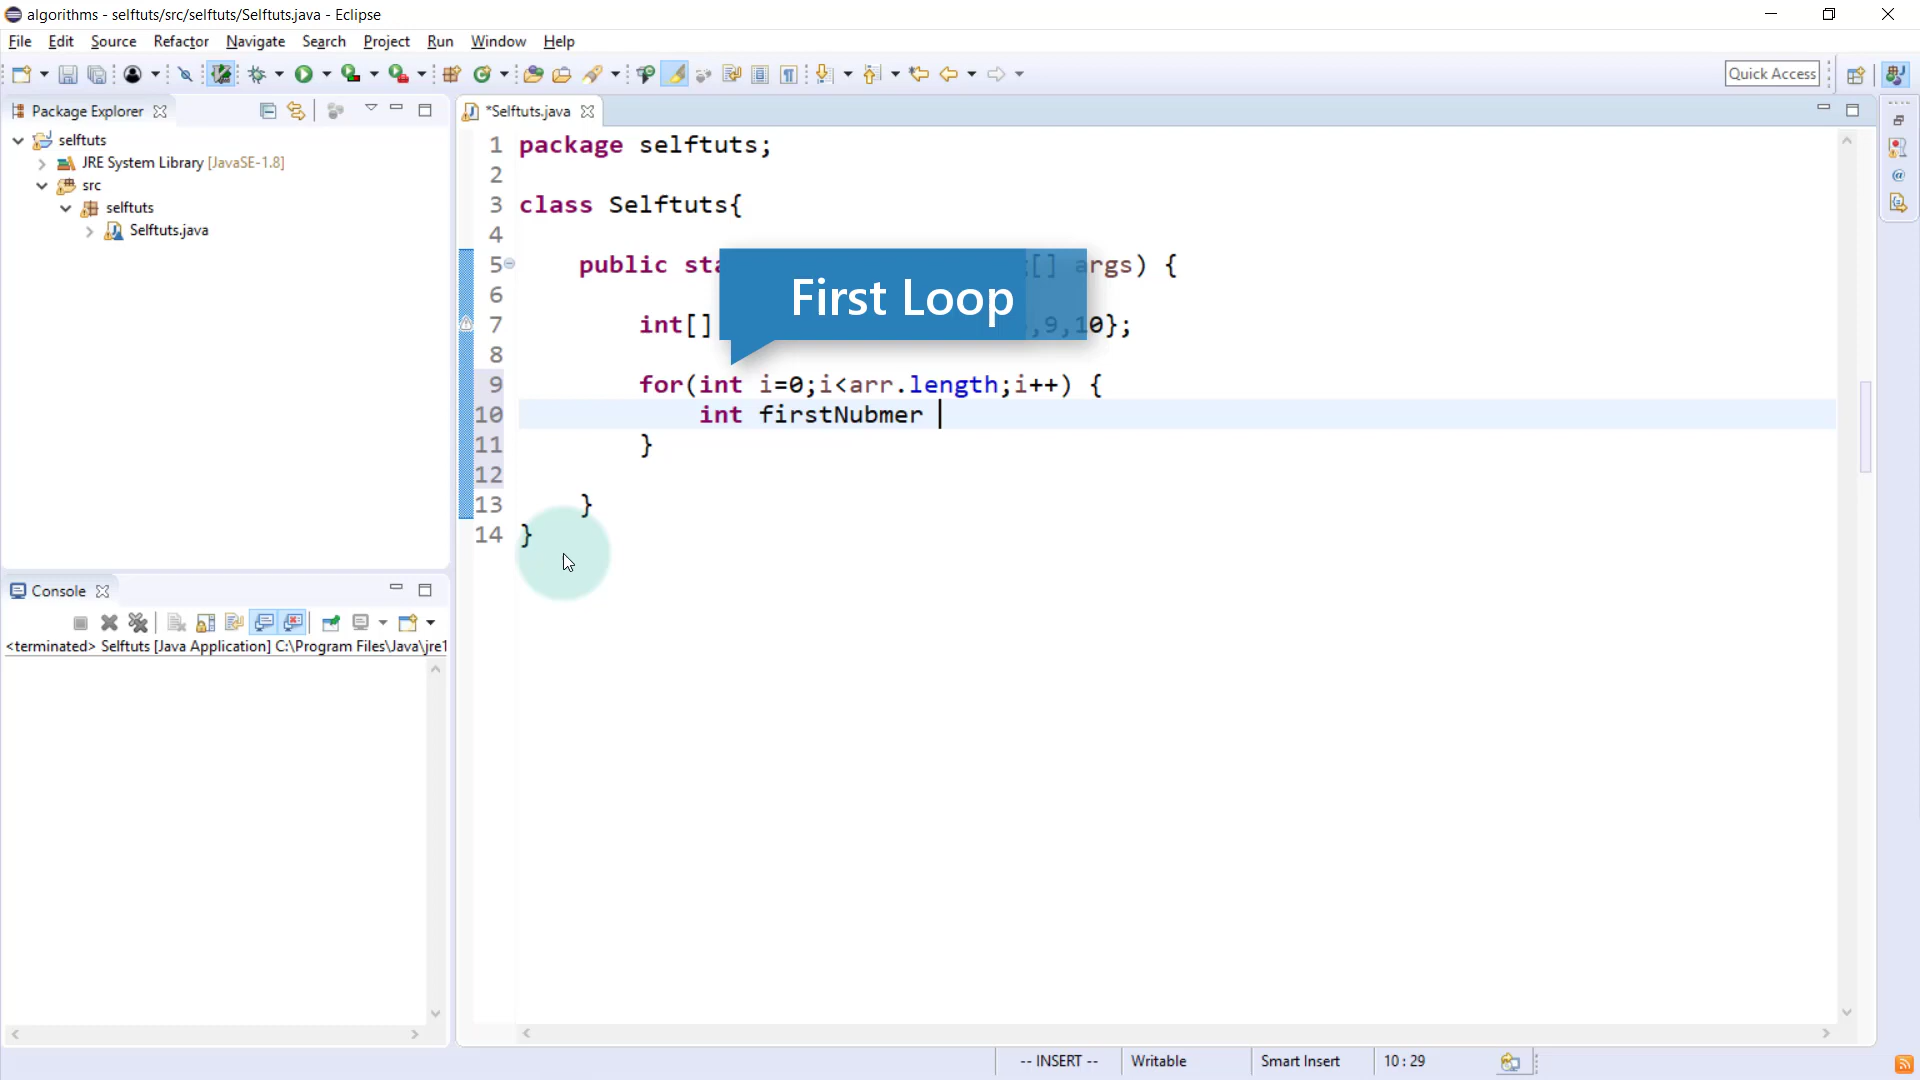 algorithms - selftuts/src/selftuts/Selftuts.java - Eclipse
File Edit Source Refactor Navigate Search Project Run Window Help
Quick Access
Package Explorer
*Selftuts.java
selftuts
JRE System Library [JavaSE-1.8]
src
selftuts
Selftuts.java
1 package selftuts;
2
3 class Selftuts{
4
5 public sta [] args) {
6
First Loop
7 int[] ,9,10};
8
9 for(int i=0;i<arr.length;i++) {
10 int firstNubmer
11 }
12
13 }
14 }
Console
<terminated> Selftuts [Java Application] C:\Program Files\Java\jre1
-- INSERT --
Writable
Smart Insert
10 : 29